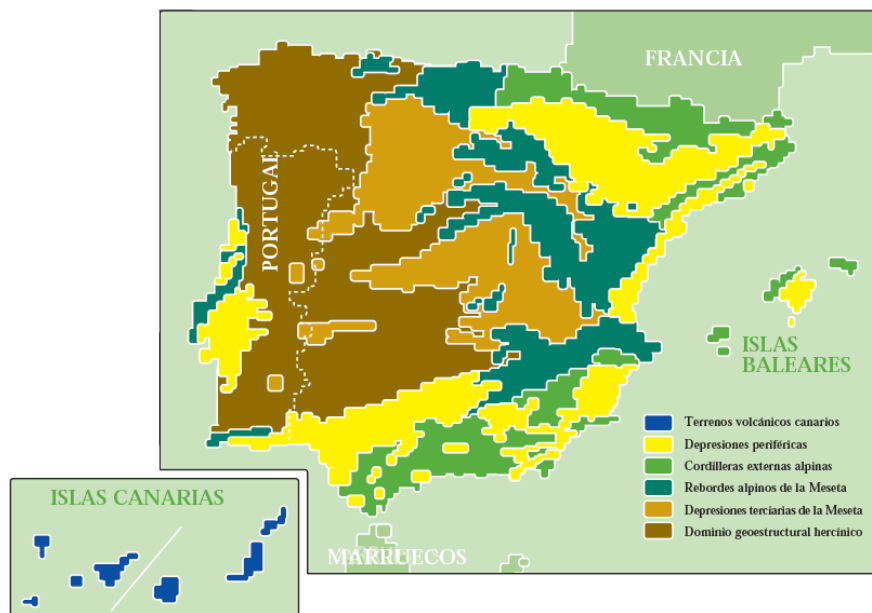 FRANCIA
PORTUGAL
ISLAS
BALEARES
Terrenos volcánicos canarios
Depresiones periféricas
Cordilleras externas alpinas
Rebordes alpinos de la Meseta
Depresiones terciarias de la Meseta
Dominio geoestructural hercínico
ISLAS CANARIAS
MARRUECOS